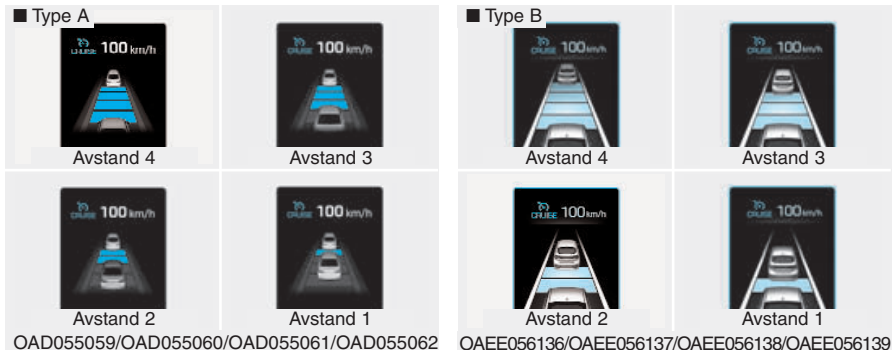 ■ Type A
■ Type B
CRUISE 100 km/h
CRUISE 100 km/h
CRUISE 100 km/h
CRUISE 100 km/h
Avstand 4
Avstand 3
Avstand 4
Avstand 3
CRUISE 100 km/h
CRUISE 100 km/h
CRUISE 100 km/h
CRUISE 100 km/h
Avstand 2
Avstand 1
Avstand 2
Avstand 1
OAD055059/OAD055060/OAD055061/OAD055062
OAEE056136/OAEE056137/OAEE056138/OAEE056139